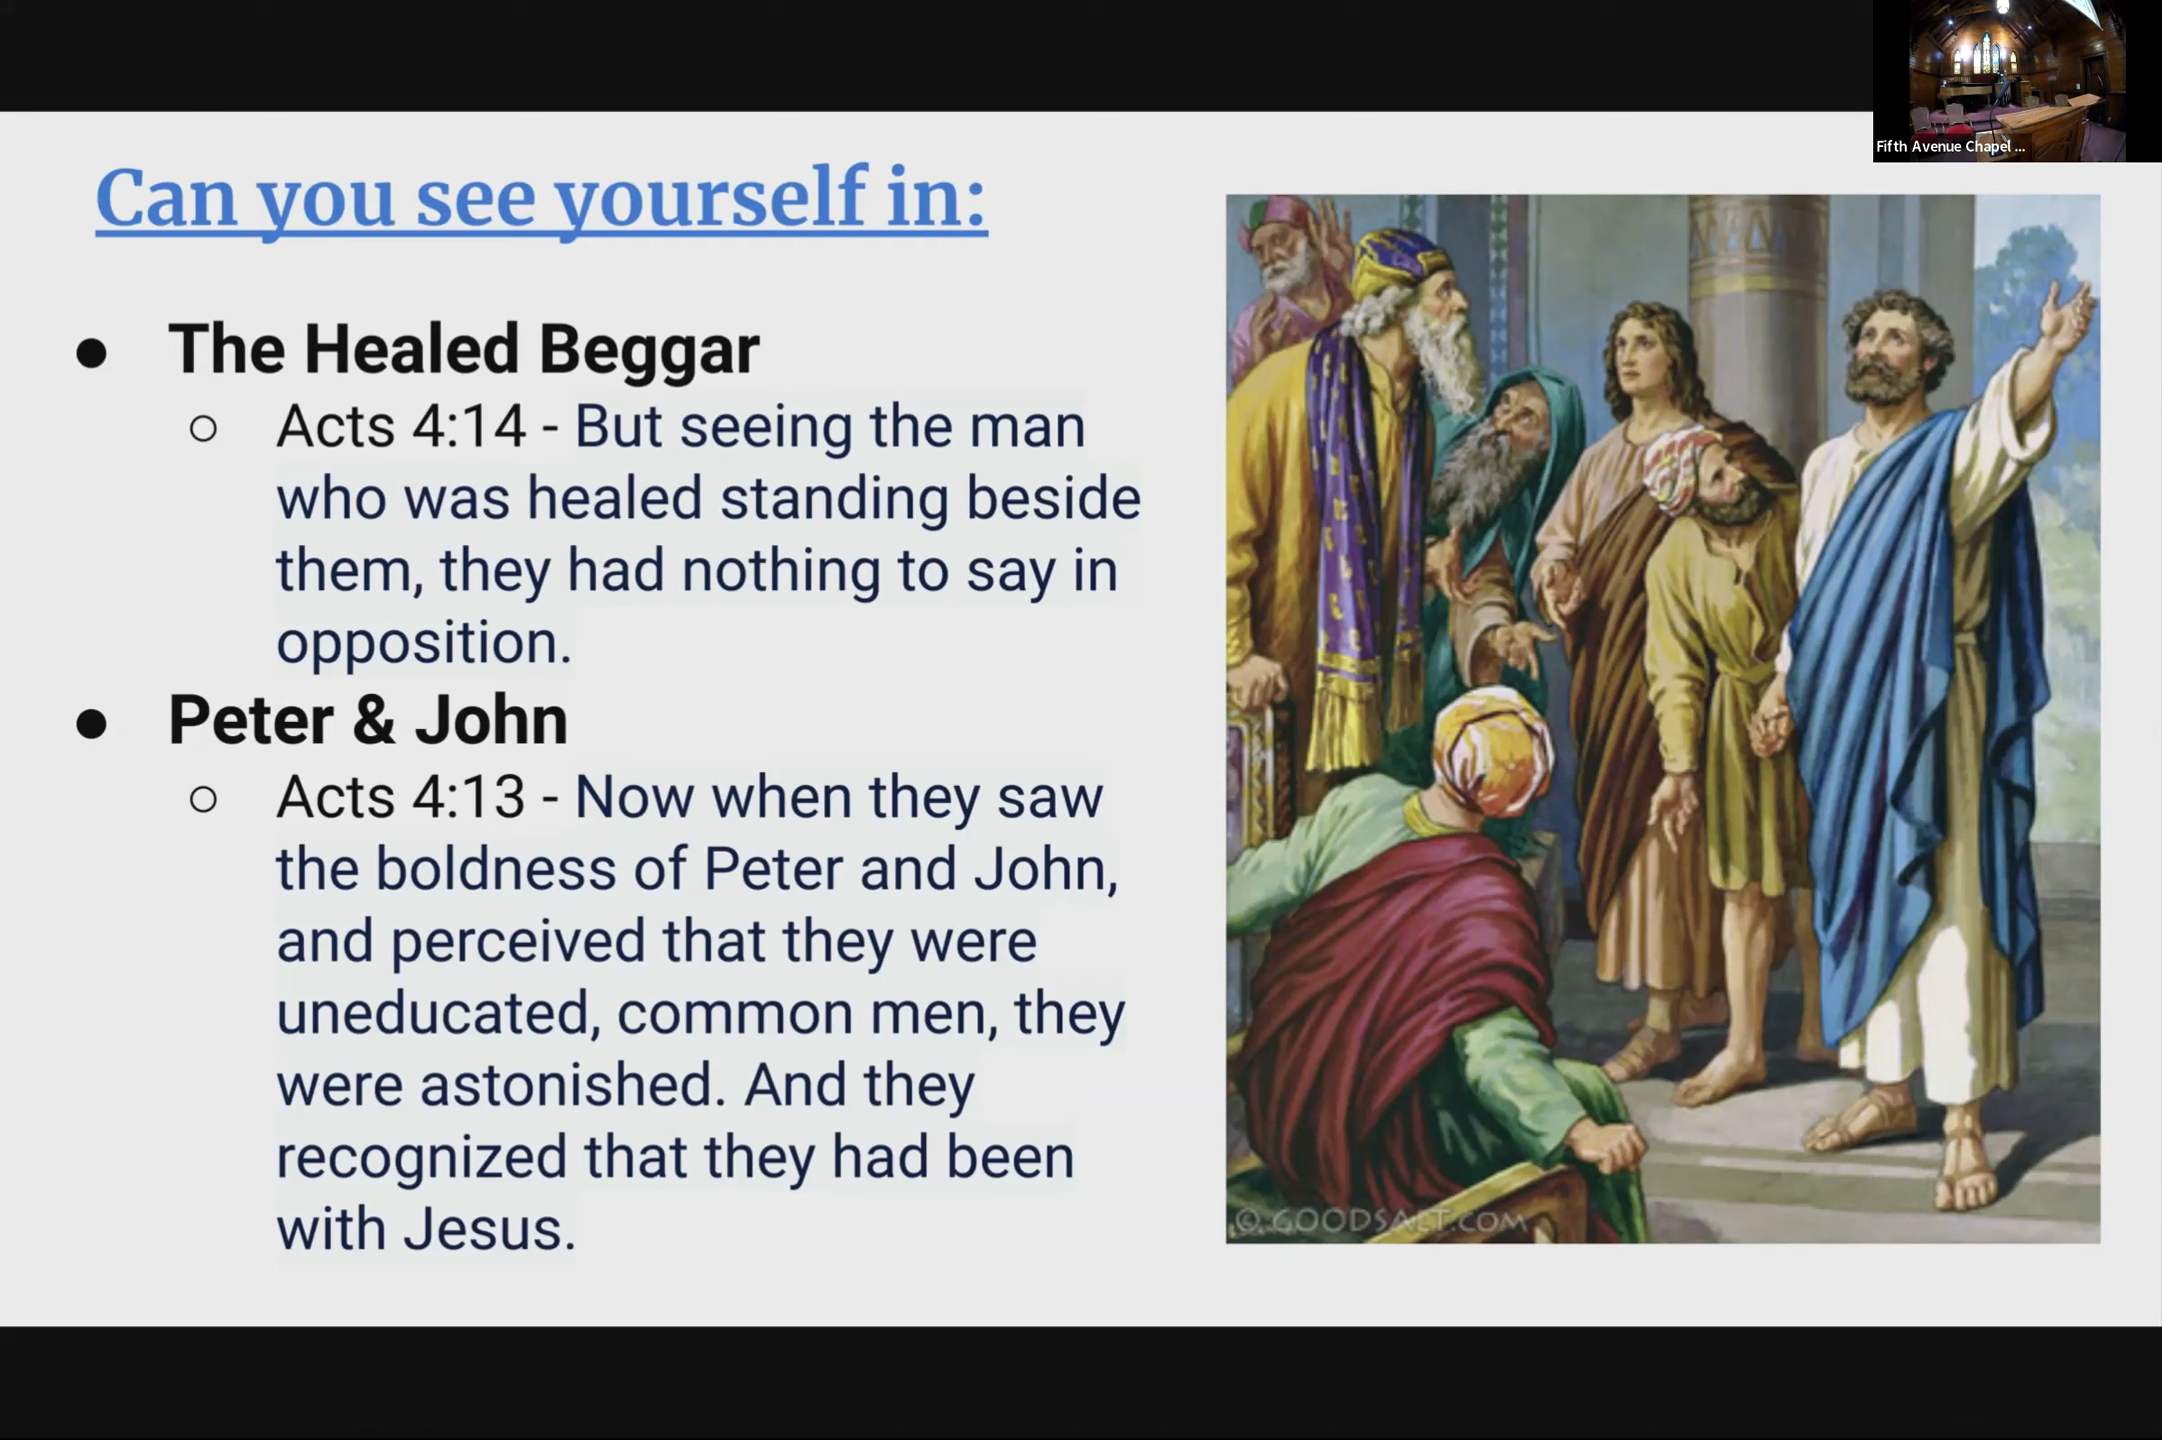 Fifth Avenue Chapel ...
Can you see yourself in:
● The Healed Beggar
○ Acts 4:14 - But seeing the man
who was healed standing beside
them, they had nothing to say in
opposition.
● Peter & John
○ Acts 4:13 - Now when they saw
the boldness of Peter and John,
and perceived that they were
uneducated, common men, they
were astonished. And they
recognized that they had been
with Jesus.
© GOODSALT.COM